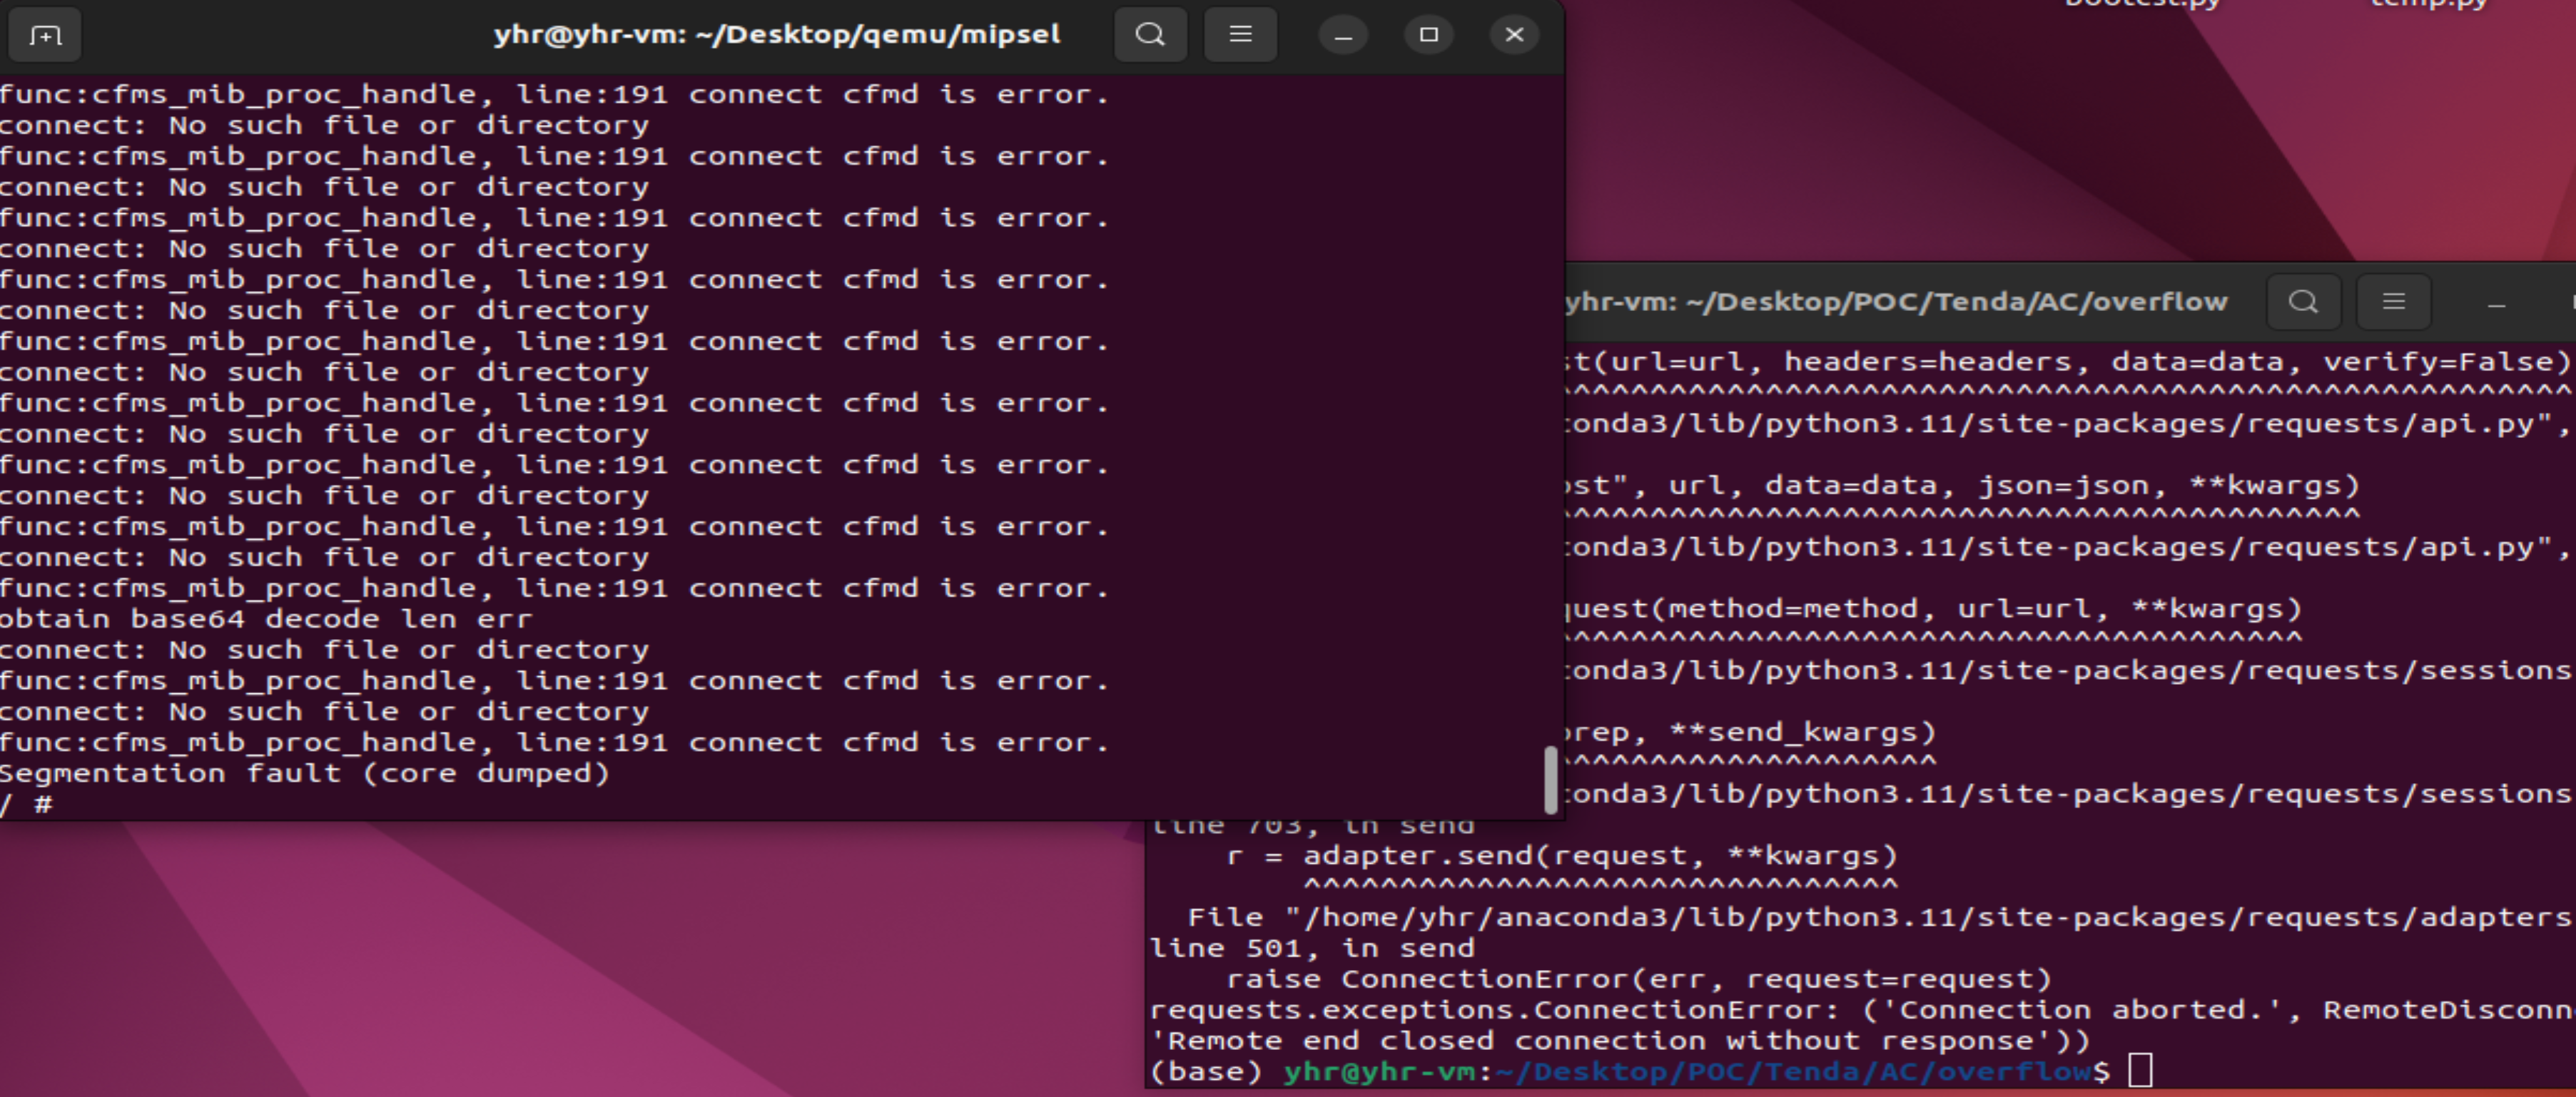 yhr@yhr-vm: ~/Desktop/qemu/mipsel
func:cfms_mib_proc_handle, line:191 connect cfmd is error.
connect: No such file or directory
func:cfms_mib_proc_handle, line:191 connect cfmd is error.
connect: No such file or directory
func:cfms_mib_proc_handle, line:191 connect cfmd is error.
connect: No such file or directory
func:cfms_mib_proc_handle, line:191 connect cfmd is error.
connect: No such file or directory
func:cfms_mib_proc_handle, line:191 connect cfmd is error.
connect: No such file or directory
func:cfms_mib_proc_handle, line:191 connect cfmd is error.
connect: No such file or directory
func:cfms_mib_proc_handle, line:191 connect cfmd is error.
connect: No such file or directory
func:cfms_mib_proc_handle, line:191 connect cfmd is error.
connect: No such file or directory
func:cfms_mib_proc_handle, line:191 connect cfmd is error.
obtain base64 decode len err
connect: No such file or directory
func:cfms_mib_proc_handle, line:191 connect cfmd is error.
connect: No such file or directory
func:cfms_mib_proc_handle, line:191 connect cfmd is error.
Segmentation fault (core dumped)
/ #
bootest.py
temp.py
yhr-vm: ~/Desktop/POC/Tenda/AC/overflow
st(url=url, headers=headers, data=data, verify=False)
^^^^^^^^^^^^^^^^^^^^^^^^^^^^^^^^^^^^^^^^^^^^^^^^^^^^^
onda3/lib/python3.11/site-packages/requests/api.py",
ost", url, data=data, json=json, **kwargs)
^^^^^^^^^^^^^^^^^^^^^^^^^^^^^^^^^^^^^^^^^^
onda3/lib/python3.11/site-packages/requests/api.py",
quest(method=method, url=url, **kwargs)
^^^^^^^^^^^^^^^^^^^^^^^^^^^^^^^^^^^^^^^
onda3/lib/python3.11/site-packages/requests/sessions
prep, **send_kwargs)
^^^^^^^^^^^^^^^^^^^^
onda3/lib/python3.11/site-packages/requests/sessions
line 703, in send
r = adapter.send(request, **kwargs)
^^^^^^^^^^^^^^^^^^^^^^^^^^^^^^^
File "/home/yhr/anaconda3/lib/python3.11/site-packages/requests/adapters
line 501, in send
raise ConnectionError(err, request=request)
requests.exceptions.ConnectionError: ('Connection aborted.', RemoteDisconn
'Remote end closed connection without response'))
(base) yhr@yhr-vm:~/Desktop/POC/Tenda/AC/overflow$